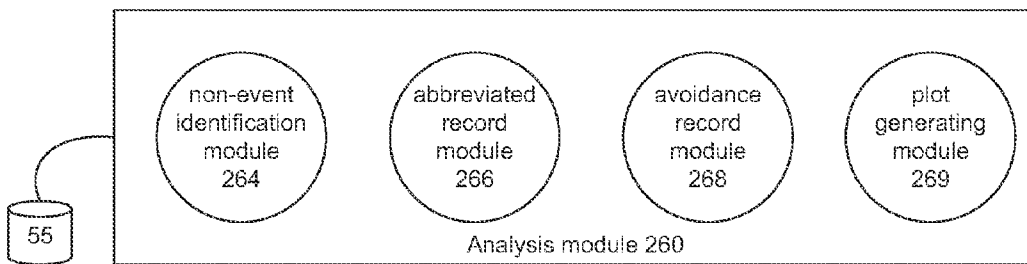 non-event
identification
module
264
abbreviated
record
module
266
avoidance
record
module
268
plot
generating
module
269
55
Analysis module 260